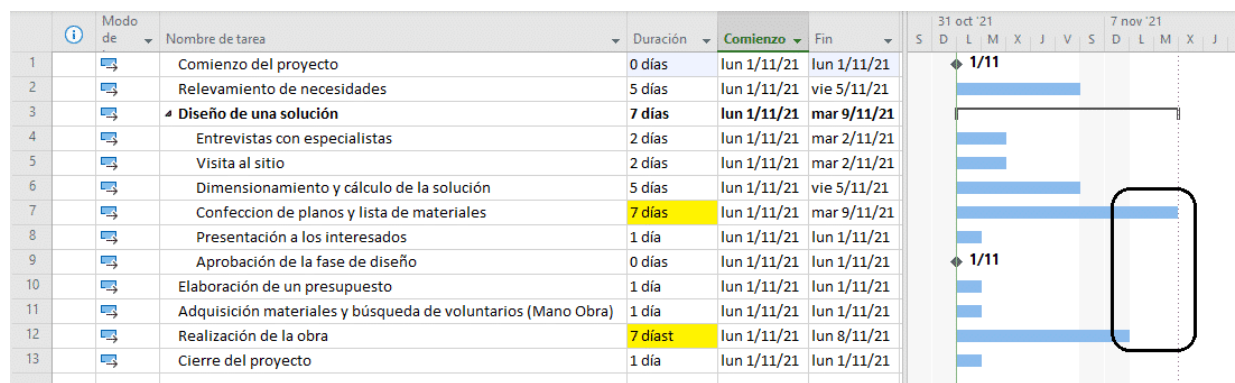 Modo de
Nombre de tarea Duración Comienzo Fin
31 oct '21 7 nov '21
S D L M X J V S D L M X J
1 Comienzo del proyecto 0 días lun 1/11/21 lun 1/11/21 1/11
2 Relevamiento de necesidades 5 días lun 1/11/21 vie 5/11/21
3 Diseño de una solución 7 días lun 1/11/21 mar 9/11/21
4 Entrevistas con especialistas 2 días lun 1/11/21 mar 2/11/21
5 Visita al sitio 2 días lun 1/11/21 mar 2/11/21
6 Dimensionamiento y cálculo de la solución 5 días lun 1/11/21 vie 5/11/21
7 Confeccion de planos y lista de materiales 7 días lun 1/11/21 mar 9/11/21
8 Presentación a los interesados 1 día lun 1/11/21 lun 1/11/21
9 Aprobación de la fase de diseño 0 días lun 1/11/21 lun 1/11/21 1/11
10 Elaboración de un presupuesto 1 día lun 1/11/21 lun 1/11/21
11 Adquisición materiales y búsqueda de voluntarios (Mano Obra) 1 día lun 1/11/21 lun 1/11/21
12 Realización de la obra 7 díast lun 1/11/21 lun 8/11/21
13 Cierre del proyecto 1 día lun 1/11/21 lun 1/11/21